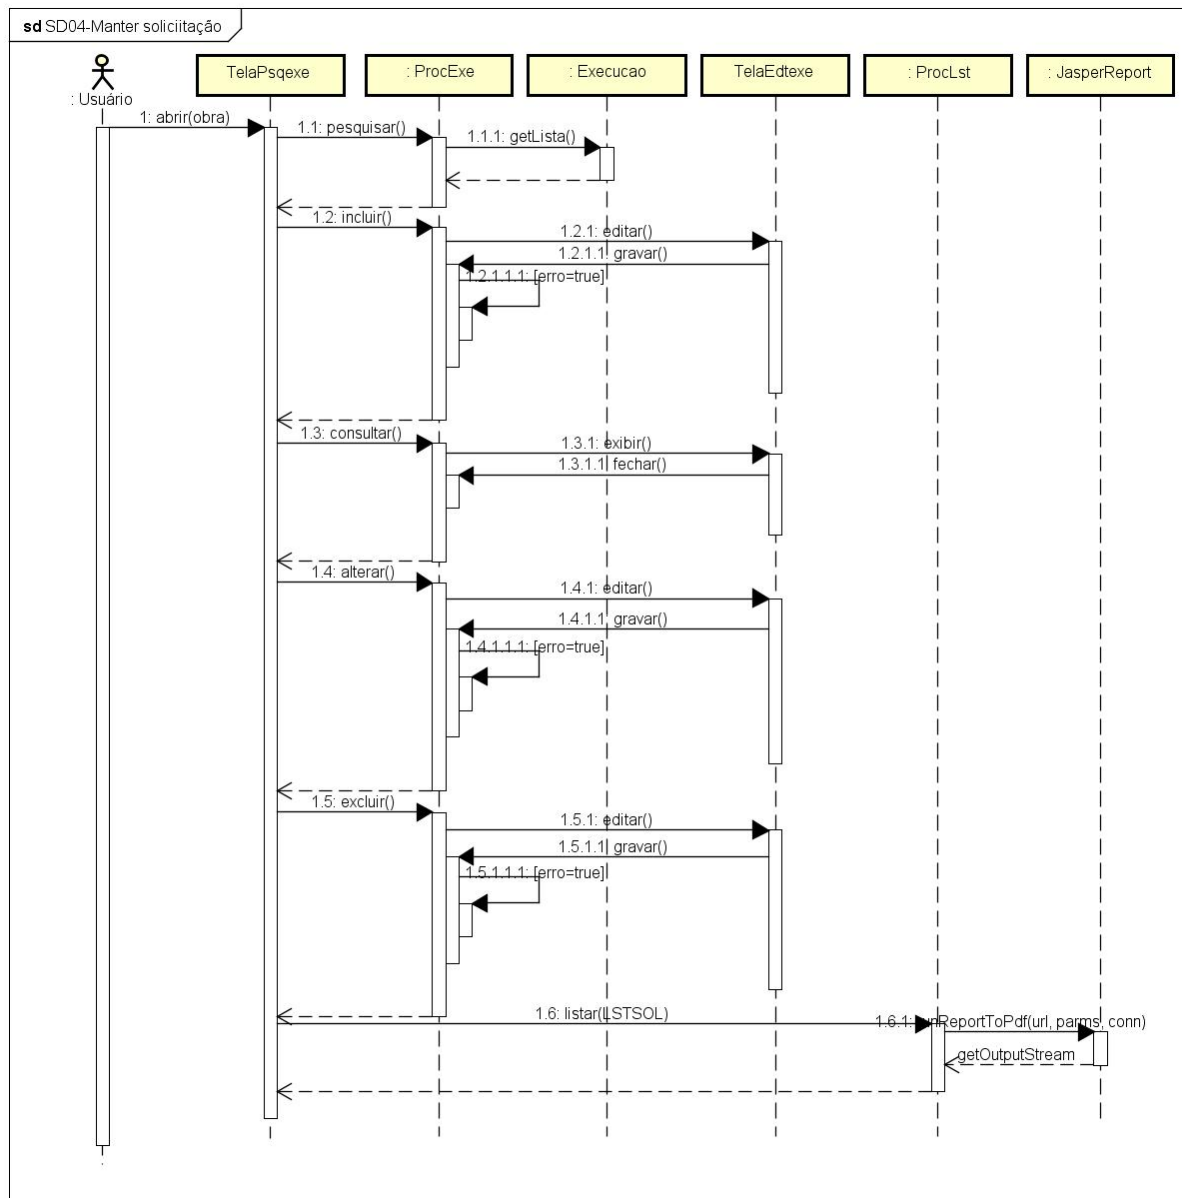 sd SD04-Manter soliciitação
TelaPsqexe
: ProcExe
: Execucao
TelaEdtexe
: ProcLst
: JasperReport
: Usuário
1: abrir(obra)
1.1: pesquisar()
1.1.1: getLista()
1.2: incluir()
1.2.1: editar()
1.2.1.1: gravar()
1.2.1.1.1: [erro=true]
1.3: consultar()
1.3.1: exibir()
1.3.1.1: fechar()
1.4: alterar()
1.4.1: editar()
1.4.1.1: gravar()
1.4.1.1.1: [erro=true]
1.5: excluir()
1.5.1: editar()
1.5.1.1: gravar()
1.5.1.1.1: [erro=true]
1.6: listar(LSTSOL)
1.6.1: runReportToPdf(url, parms, conn)
getOutputStream